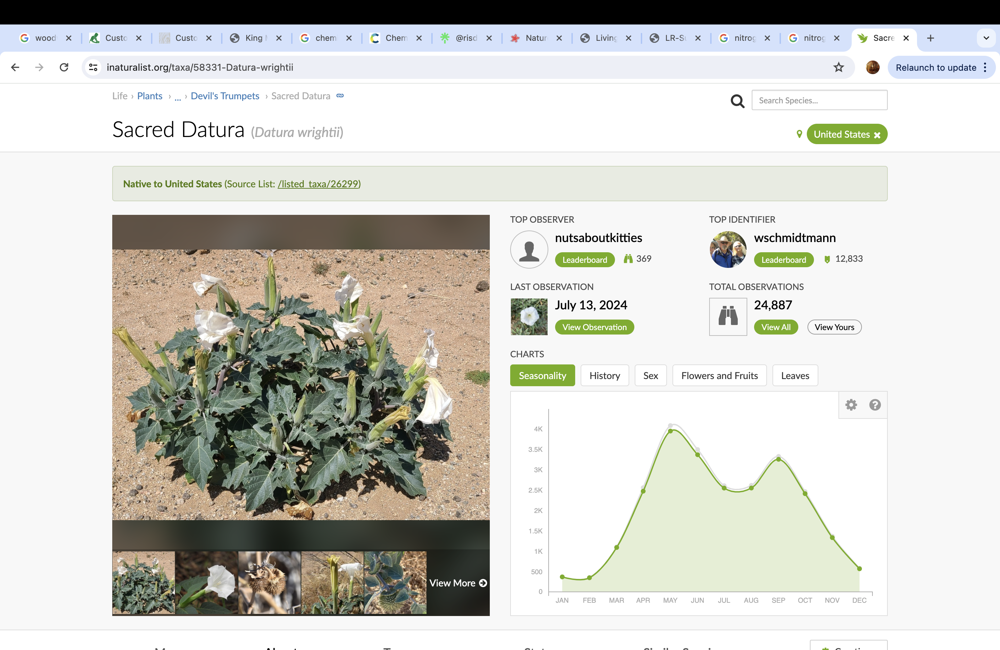 wood
Custo
Custo
King
chem
Chem
@risd
Natur
Living
LR-Su
nitrog
nitrog
Sacre
inaturalist.org/taxa/58331-Datura-wrightii
Relaunch to update
Life › Plants › ... › Devil's Trumpets › Sacred Datura
Search Species...
Sacred Datura (Datura wrightii)
United States
Native to United States (Source List: /listed_taxa/26299)
TOP OBSERVER
nutsaboutkitties
Leaderboard 369
TOP IDENTIFIER
wschmidtmann
Leaderboard 12,833
LAST OBSERVATION
July 13, 2024
View Observation
TOTAL OBSERVATIONS
24,887
View All View Yours
CHARTS
Seasonality History Sex Flowers and Fruits Leaves
4K
3.5K
3K
2.5K
2K
1.5K
1K
500
0
JAN FEB MAR APR MAY JUN JUL AUG SEP OCT NOV DEC
View More